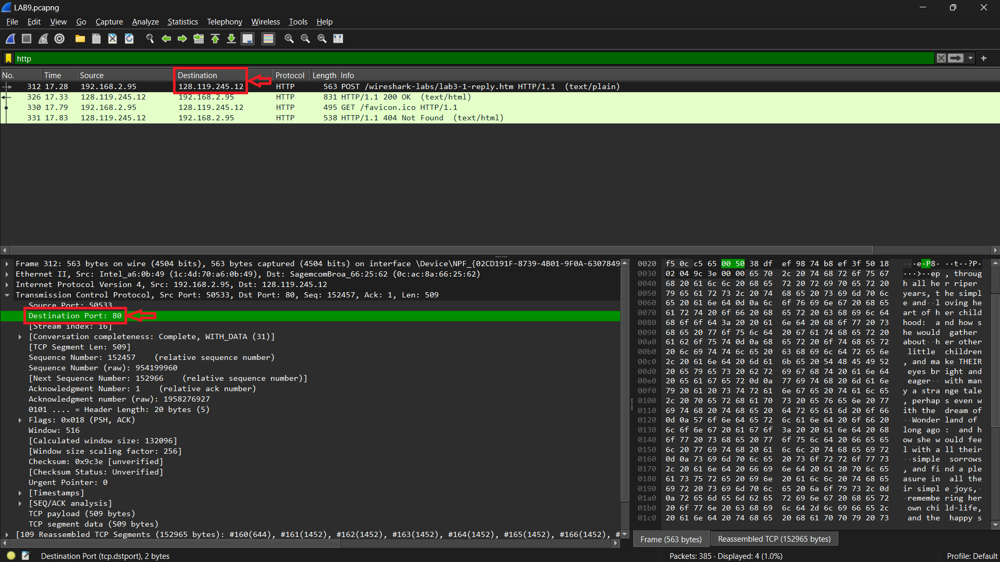 LAB9.pcapng
File Edit View Go Capture Analyze Statistics Telephony Wireless Tools Help
http
No. Time Source Destination Protocol Length Info
312 17.28 192.168.2.95 128.119.245.12 HTTP 563 POST /wireshark-labs/lab3-1-reply.htm HTTP/1.1 (text/plain)
326 17.33 128.119.245.12 192.168.2.95 HTTP 831 HTTP/1.1 200 OK (text/html)
330 17.79 192.168.2.95 128.119.245.12 HTTP 495 GET /favicon.ico HTTP/1.1
331 17.83 128.119.245.12 192.168.2.95 HTTP 538 HTTP/1.1 404 Not Found (text/html)
Frame 312: 563 bytes on wire (4504 bits), 563 bytes captured (4504 bits) on interface \Device\NPF_{02CD191F-8739-4B01-9F0A-6307849
Ethernet II, Src: Intel_a6:0b:49 (1c:4d:70:a6:0b:49), Dst: SagemcomBroa_66:25:62 (0c:ac:8a:66:25:62)
Internet Protocol Version 4, Src: 192.168.2.95, Dst: 128.119.245.12
Transmission Control Protocol, Src Port: 50533, Dst Port: 80, Seq: 152457, Ack: 1, Len: 509
Source Port: 50533
Destination Port: 80
[Stream index: 16]
[Conversation completeness: Complete, WITH_DATA (31)]
[TCP Segment Len: 509]
Sequence Number: 152457 (relative sequence number)
Sequence Number (raw): 954199960
[Next Sequence Number: 152966 (relative sequence number)]
Acknowledgment Number: 1 (relative ack number)
Acknowledgment number (raw): 1958276927
0101 .... = Header Length: 20 bytes (5)
Flags: 0x018 (PSH, ACK)
Window: 516
[Calculated window size: 132096]
[Window size scaling factor: 256]
Checksum: 0x9c3e [unverified]
[Checksum Status: Unverified]
Urgent Pointer: 0
[Timestamps]
[SEQ/ACK analysis]
TCP payload (509 bytes)
TCP segment data (509 bytes)
[109 Reassembled TCP Segments (152965 bytes): #160(644), #161(1452), #162(1452), #163(1452), #164(1452), #165(1452), #166(1452), #
0020 f5 0c c5 65 00 50 38 df ef 98 74 b8 ef 3f 50 18 ···e·P8· ··t··?P·
0030 02 04 9c 3e 00 00 65 70 2c 20 74 68 72 6f 75 67 ···>··ep , throug
0040 68 20 61 6c 6c 20 68 65 72 20 72 69 70 65 72 20 h all he r riper
0050 79 65 61 72 73 2c 20 74 68 65 20 73 69 6d 70 6c years, t he simpl
0060 65 20 61 6e 64 0d 0a 6c 6f 76 69 6e 67 20 68 65 e and··l oving he
0070 61 72 74 20 6f 66 20 68 65 72 20 63 68 69 6c 64 art of h er child
0080 68 6f 6f 64 3a 20 20 61 6e 64 20 68 6f 77 20 73 hood: a nd how s
0090 68 65 20 77 6f 75 6c 64 20 67 61 74 68 65 72 20 he would gather
00a0 61 62 6f 75 74 0d 0a 68 65 72 20 6f 74 68 65 72 about··h er other
00b0 20 6c 69 74 74 6c 65 20 63 68 69 6c 64 72 65 6e little children
00c0 2c 20 61 6e 64 20 6d 61 6b 65 20 54 48 45 49 52 , and ma ke THEIR
00d0 20 65 79 65 73 20 62 72 69 67 68 74 20 61 6e 64 eyes br ight and
00e0 20 65 61 67 65 72 0d 0a 77 69 74 68 20 6d 61 6e eager·· with man
00f0 79 20 61 20 73 74 72 61 6e 67 65 20 74 61 6c 65 y a stra nge tale
0100 2c 20 70 65 72 68 61 70 73 20 65 76 65 6e 20 77 , perhap s even w
0110 69 74 68 20 74 68 65 20 64 72 65 61 6d 20 6f 66 ith the dream of
0120 0d 0a 57 6f 6e 64 65 72 6c 61 6e 64 20 6f 66 20 ··Wonder land of
0130 6c 6f 6e 67 20 61 67 6f 3a 20 20 61 6e 64 20 68 long ago : and h
0140 6f 77 20 73 68 65 20 77 6f 75 6c 64 20 66 65 65 ow she w ould fee
0150 6c 20 77 69 74 68 20 61 6c 6c 20 74 68 65 69 72 l with a ll their
0160 0d 0a 73 69 6d 70 6c 65 20 73 6f 72 72 6f 77 73 ··simple sorrows
0170 2c 20 61 6e 64 20 66 69 6e 64 20 61 20 70 6c 65 , and fi nd a ple
0180 61 73 75 72 65 20 69 6e 20 61 6c 6c 20 74 68 65 asure in all the
0190 69 72 20 73 69 6d 70 6c 65 20 6a 6f 79 73 2c 0d ir simpl e joys,·
01a0 0a 72 65 6d 65 6d 62 65 72 69 6e 67 20 68 65 72 ·remembe ring her
01b0 20 6f 77 6e 20 63 68 69 6c 64 2d 6c 69 66 65 2c own chi ld-life,
01c0 20 61 6e 64 20 74 68 65 20 68 61 70 70 79 20 73 and the happy s
Frame (563 bytes) Reassembled TCP (152965 bytes)
Destination Port (tcp.dstport), 2 bytes Packets: 385 · Displayed: 4 (1.0%) Profile: Default